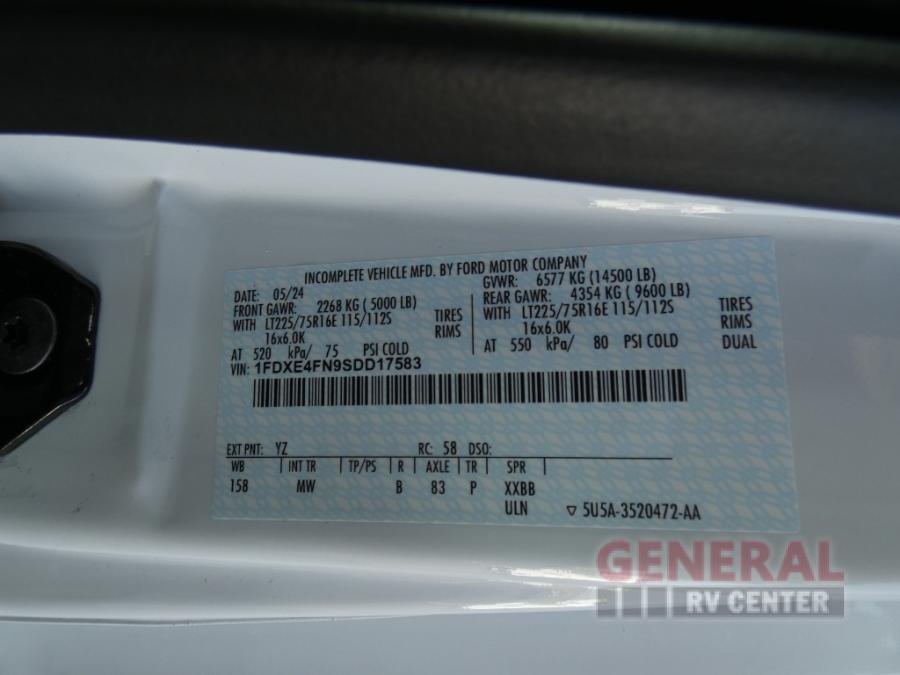 INCOMPLETE VEHICLE MFD. BY FORD MOTOR COMPANY
DATE: 05/24 GVWR: 6577 KG (14500 LB)
FRONT GAWR: 2268 KG ( 5000 LB) REAR GAWR: 4354 KG ( 9600 LB)
WITH LT225/75R16E 115/112S TIRES WITH LT225/75R16E 115/112S TIRES
16x6.0K RIMS 16x6.0K RIMS
AT 520 kPa/ 75 PSI COLD AT 550 kPa/ 80 PSI COLD DUAL
VIN: 1FDXE4FN9SDD17583
EXT PNT: YZ RC: 58 DSO:
WB INT TR TP/PS R AXLE TR SPR
158 MW B 83 P XXBB
ULN ▽ 5U5A-3520472-AA
GENERAL
RV CENTER